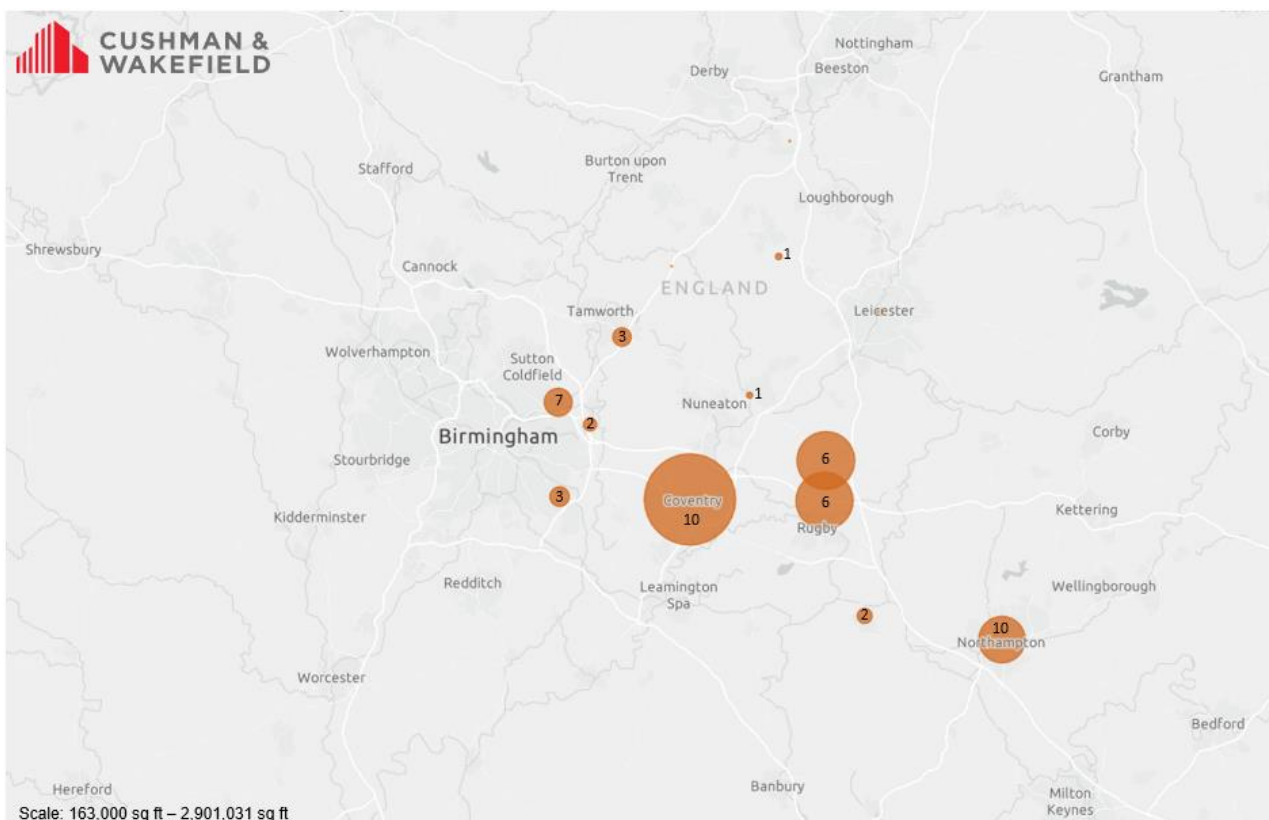 CUSHMAN &
WAKEFIELD
Nottingham
Derby
Beeston
Grantham
Stafford
Burton upon
Trent
Loughborough
Shrewsbury
1
Cannock
ENGLAND
Tamworth
Leicester
3
Wolverhampton
Sutton
Coldfield
7
1
Nuneaton
2
Birmingham
Corby
Stourbridge
6
Coventry
10
3
6
Kidderminster
Rugby
Kettering
Redditch
Leamington
Spa
Wellingborough
2
10
Northampton
Worcester
Bedford
Hereford
Banbury
Milton
Keynes
Scale: 163,000 sq ft – 2,901,031 sq ft